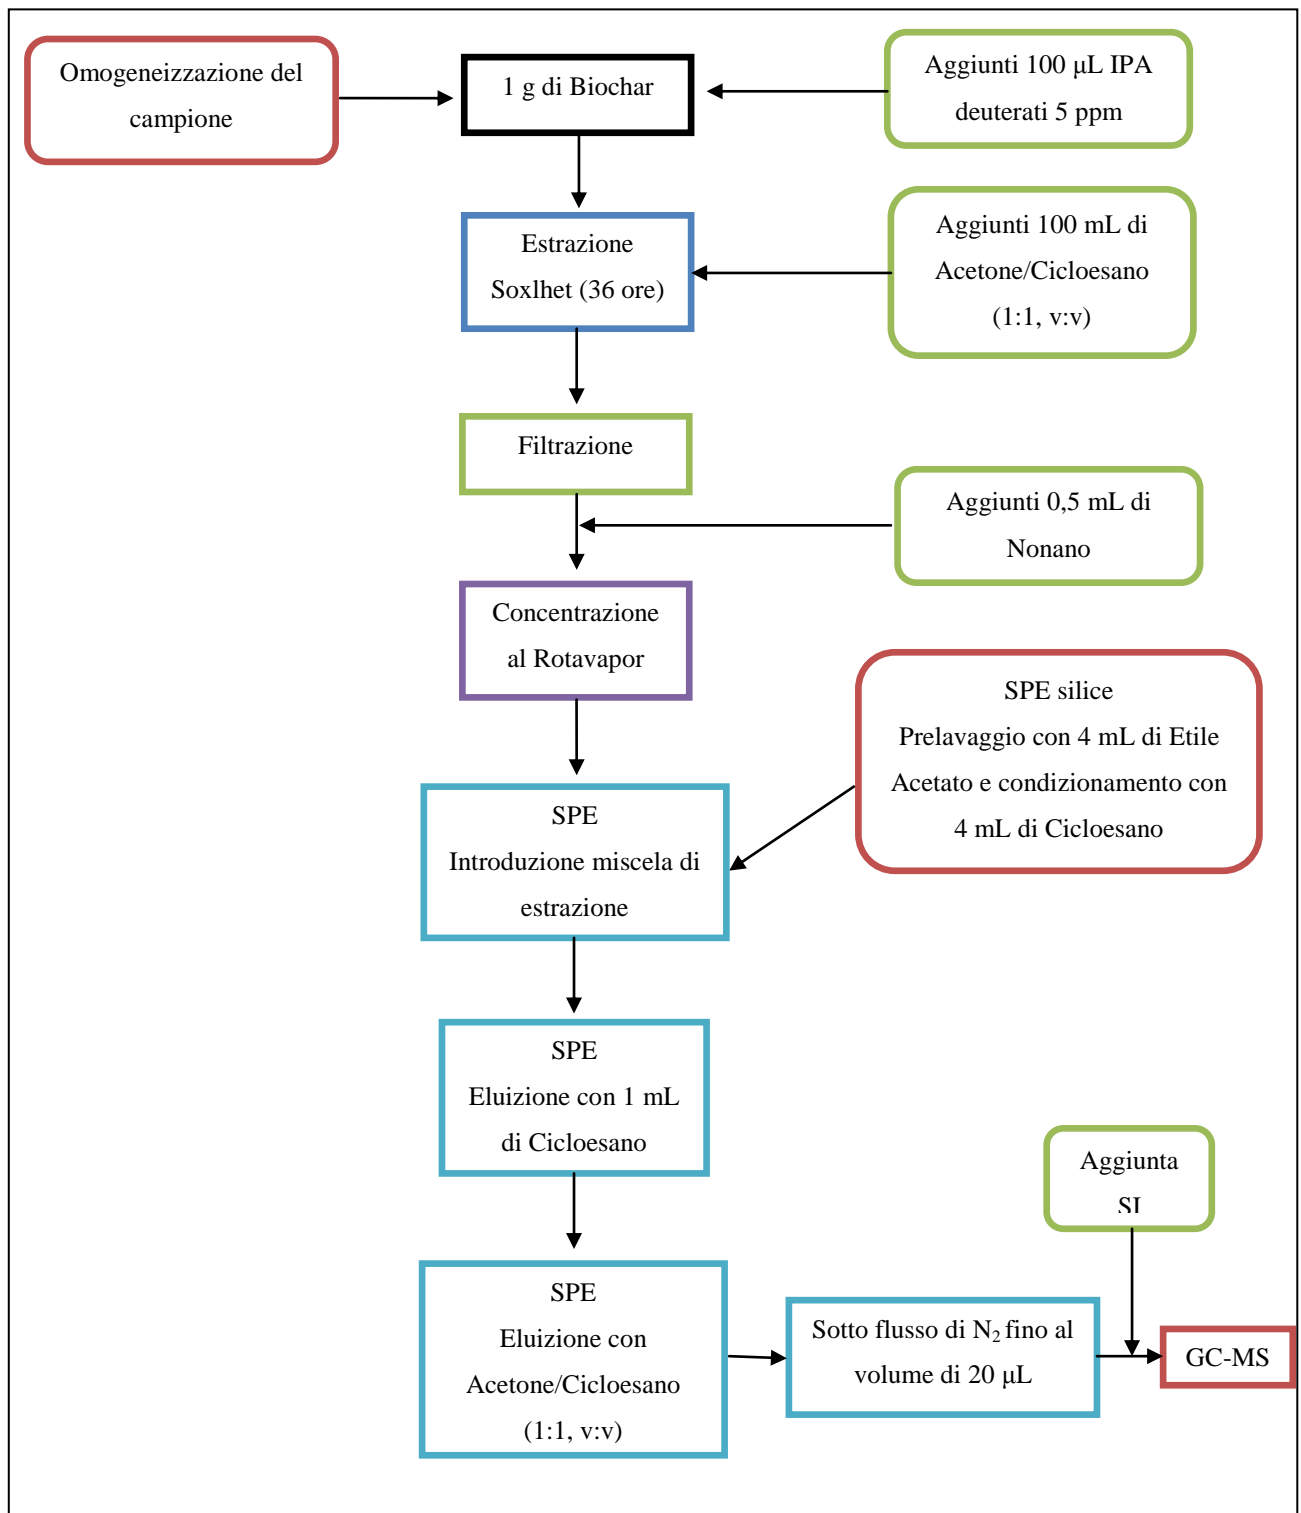 Omogeneizzazione del
campione
1 g di Biochar
Aggiunti 100 µL IPA
deuterati 5 ppm
Estrazione
Soxlhet (36 ore)
Aggiunti 100 mL di
Acetone/Cicloesano
(1:1, v:v)
Filtrazione
Aggiunti 0,5 mL di
Nonano
Concentrazione
al Rotavapor
SPE silice
Prelavaggio con 4 mL di Etile
Acetato e condizionamento con
4 mL di Cicloesano
SPE
Introduzione miscela di
estrazione
SPE
Eluizione con 1 mL
di Cicloesano
Aggiunta
SI
SPE
Eluizione con
Acetone/Cicloesano
(1:1, v:v)
Sotto flusso di N₂ fino al
volume di 20 µL
GC-MS